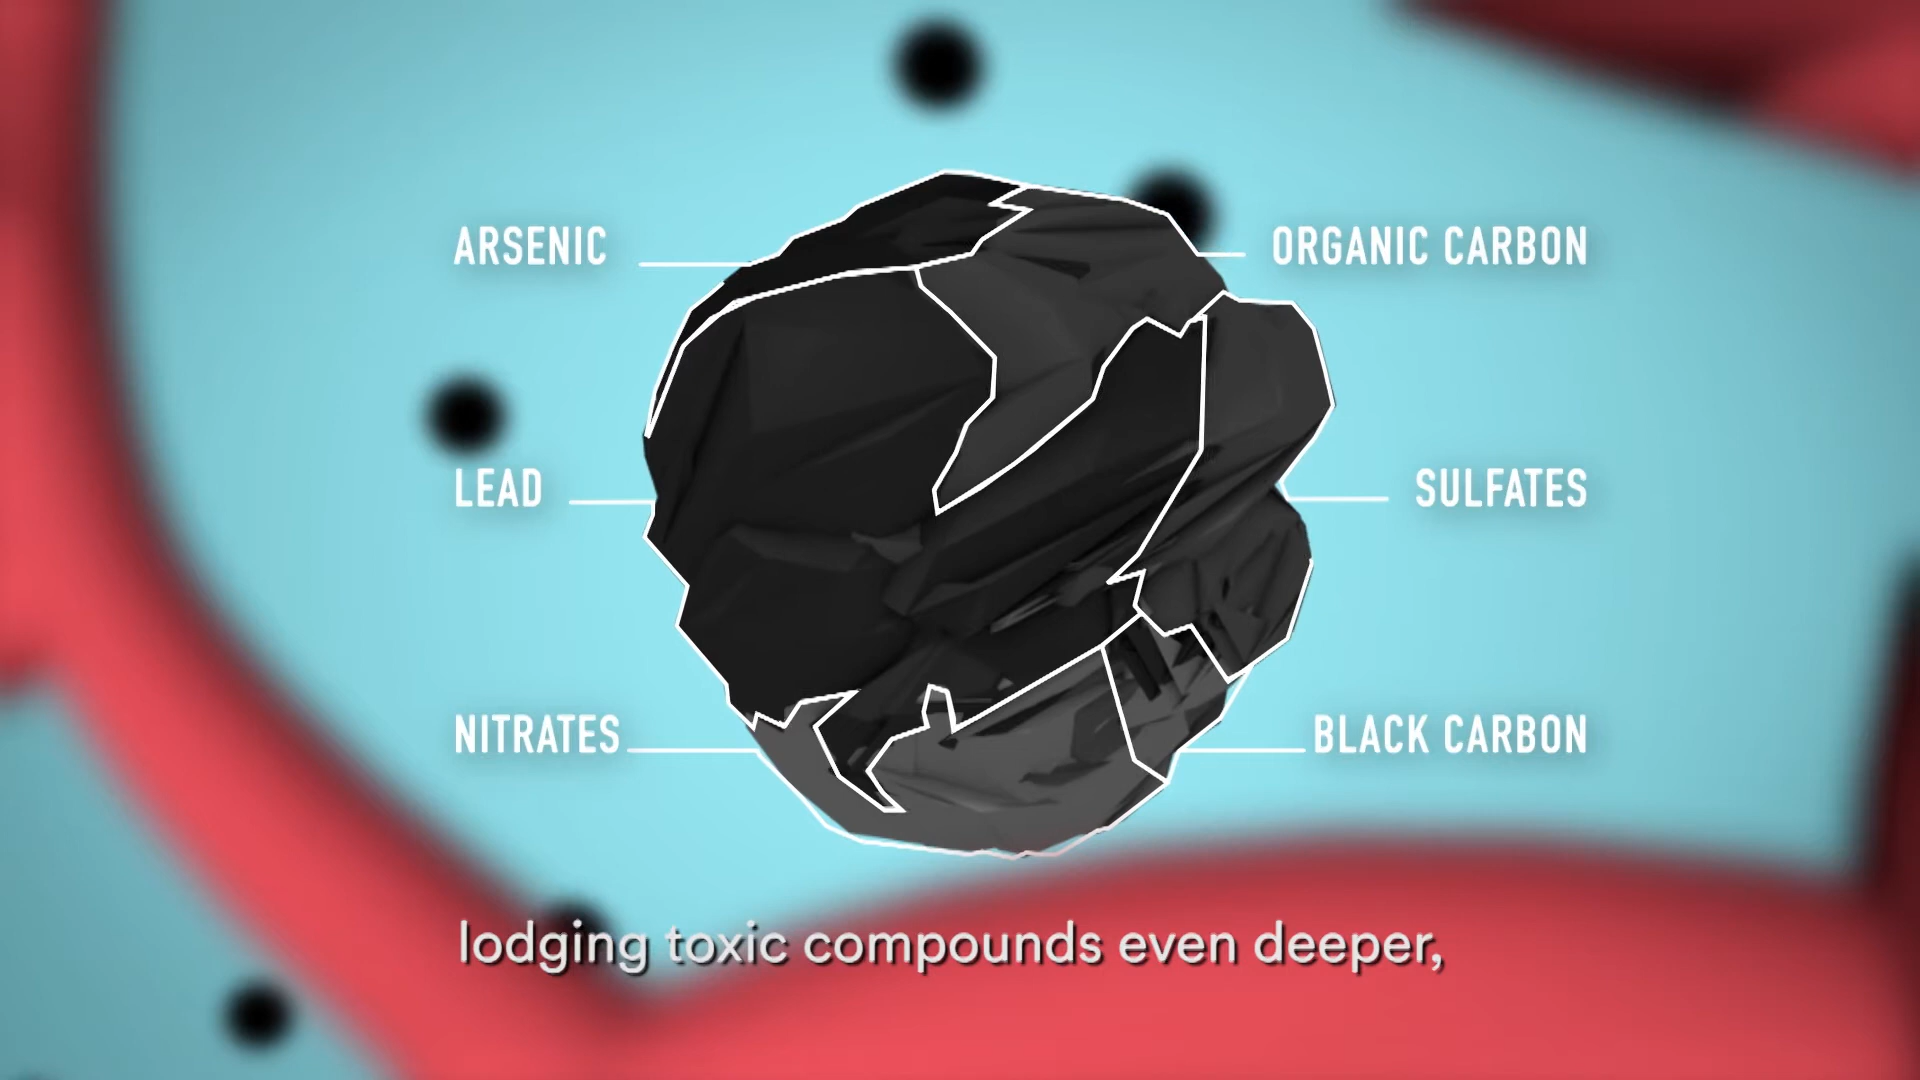 ARSENIC
ORGANIC CARBON
LEAD
SULFATES
NITRATES
BLACK CARBON
lodging toxic compounds even deeper,